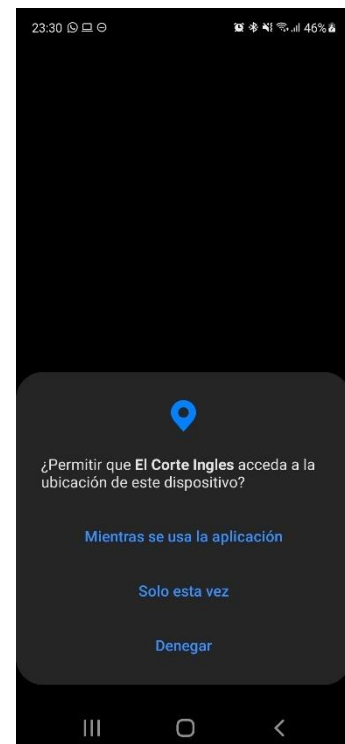 23:30 46%
¿Permitir que El Corte Ingles acceda a la
ubicación de este dispositivo?
Mientras se usa la aplicación
Solo esta vez
Denegar